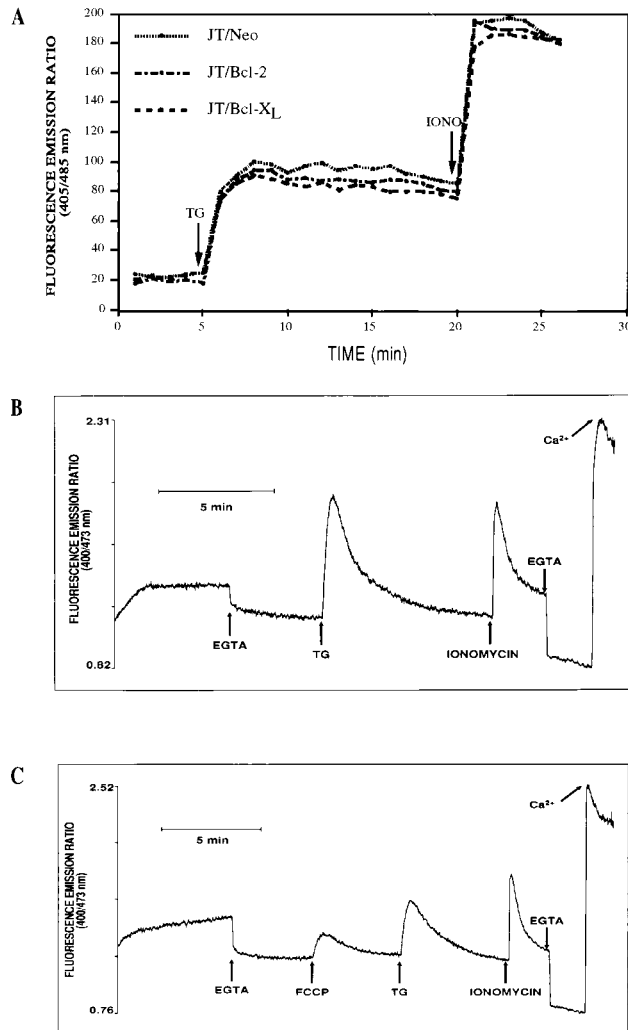 A
JT/Neo
JT/Bcl-2
JT/Bcl-XL
FLUORESCENCE EMISSION RATIO
(405/485 nm)
200
180
160
140
120
100
80
60
40
20
0
TG
IONO
0
5
10
15
20
25
30
TIME (min)
B
FLUORESCENCE EMISSION RATIO
(400/473 nm)
2.31
0.82
5 min
EGTA
TG
IONOMYCIN
EGTA
Ca2+
C
FLUORESCENCE EMISSION RATIO
(400/473 nm)
2.52
0.76
5 min
EGTA
FCCP
TG
IONOMYCIN
EGTA
Ca2+